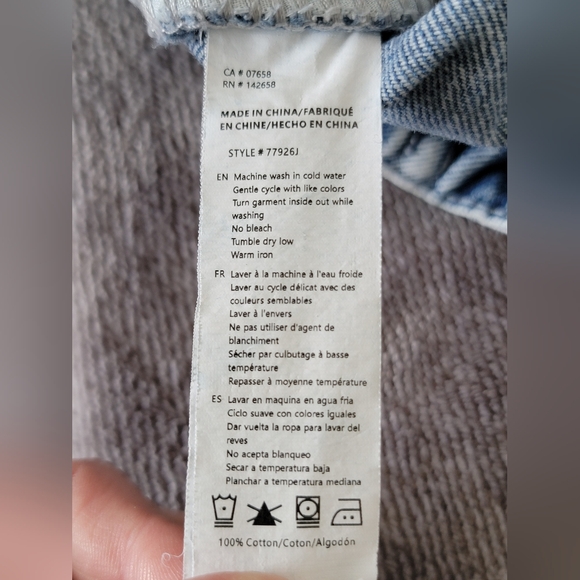 CA # 07658
RN # 142658
MADE IN CHINA/FABRIQUÉ
EN CHINE/HECHO EN CHINA
STYLE # 77926J
EN Machine wash in cold water
Gentle cycle with like colors
Turn garment inside out while
washing
No bleach
Tumble dry low
Warm iron
FR Laver à la machine à l'eau froide
Laver au cycle délicat avec des
couleurs semblables
Laver à l'envers
Ne pas utiliser d'agent de
blanchiment
Sécher par culbutage à basse
température
Repasser à moyenne température
ES Lavar en maquina en agua fria
Ciclo suave con colores iguales
Dar vuelta la ropa para lavar del
reves
No acepta blanqueo
Secar a temperatura baja
Planchar a temperatura mediana
100% Cotton/Coton/Algodón